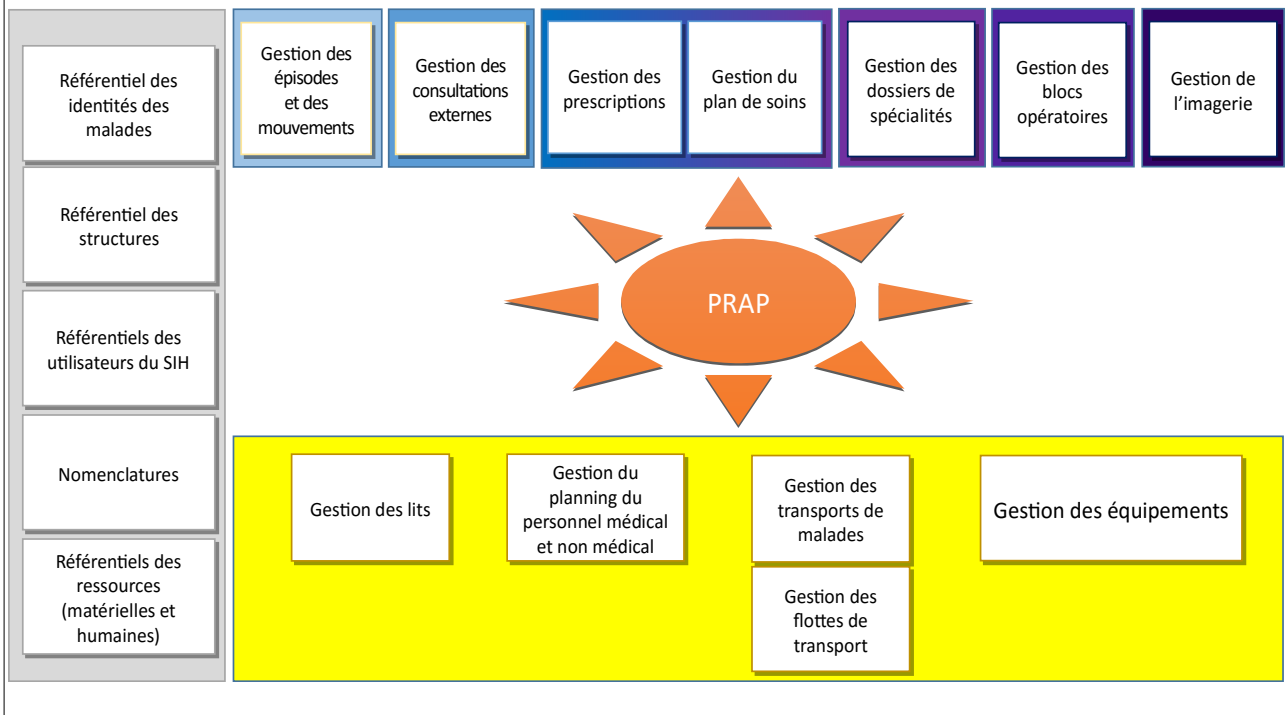 Référentiel des
identités des
malades
Référentiel des
structures
Référentiels des
utilisateurs du SIH
Nomenclatures
Référentiels des
ressources
(matérielles et
humaines)
Gestion des
épisodes
et des
mouvements
Gestion des
consultations
externes
Gestion des
prescriptions
Gestion du
plan de soins
Gestion des
dossiers de
spécialités
Gestion des
blocs
opératoires
Gestion de
l’imagerie
PRAP
Gestion des lits
Gestion du
planning du
personnel médical
et non médical
Gestion des
transports de
malades
Gestion des
flottes de
transport
Gestion des équipements